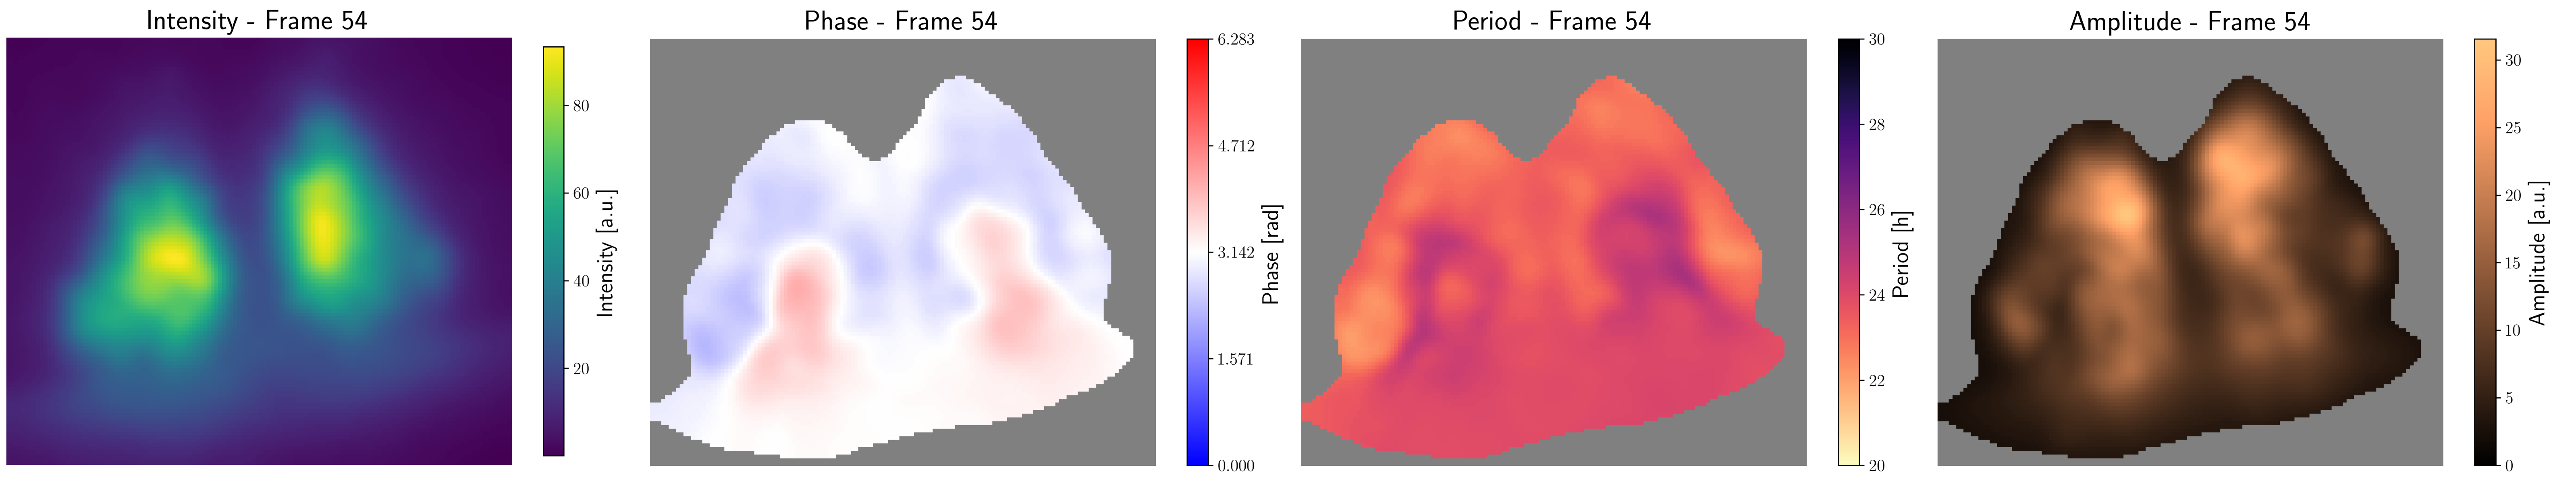 Intensity - Frame 54
80
60
40
20
Intensity [a.u.]
Phase - Frame 54
6.283
4.712
3.142
1.571
0.000
Phase [rad]
Period - Frame 54
30
28
26
24
22
20
Period [h]
Amplitude - Frame 54
30
25
20
15
10
5
0
Amplitude [a.u.]